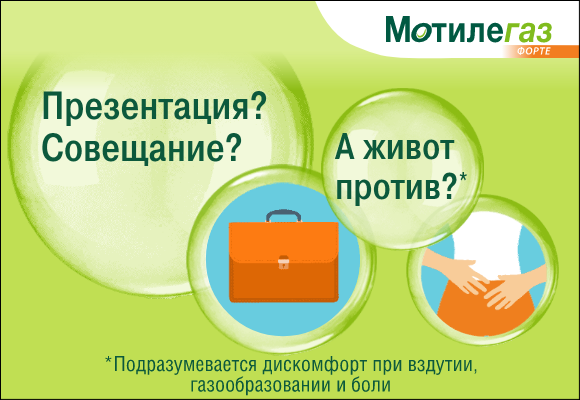 Мотилегаз
ФОРТЕ
Презентация?
Совещание?
А живот
против?*
*Подразумевается дискомфорт при вздутии,
газообразовании и боли